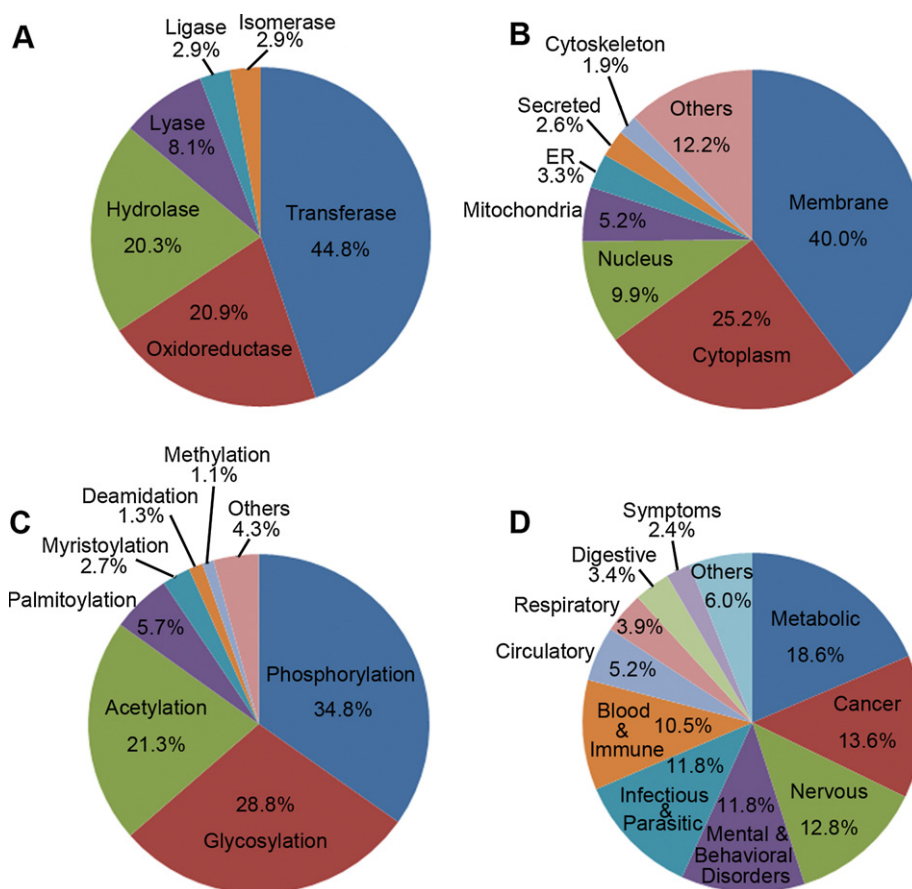 A
Ligase
2.9%
Isomerase
2.9%
Lyase
8.1%
Hydrolase
20.3%
Transferase
44.8%
20.9%
Oxidoreductase
B
Cytoskeleton
1.9%
Secreted
2.6%
ER
3.3%
Mitochondria
5.2%
Others
12.2%
Membrane
40.0%
Nucleus
9.9%
25.2%
Cytoplasm
C
Methylation
1.1%
Deamidation
1.3%
Others
4.3%
Myristoylation
2.7%
Palmitoylation
5.7%
Phosphorylation
34.8%
Acetylation
21.3%
28.8%
Glycosylation
D
Symptoms
2.4%
Digestive
3.4%
Others
6.0%
Respiratory
3.9%
Circulatory
5.2%
Metabolic
18.6%
Cancer
13.6%
Blood
&
Immune
10.5%
Nervous
12.8%
11.8%
Infectious
&
Parasitic
11.8%
Mental &
Behavioral
Disorders